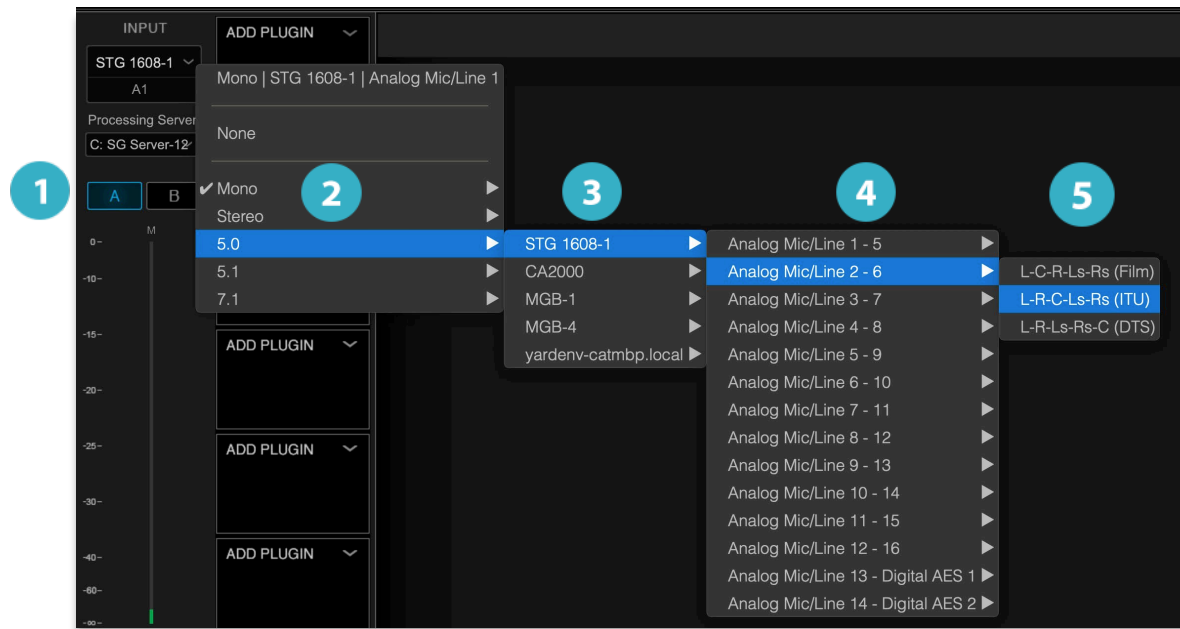 INPUT
STG 1608-1
A1
Processing Server
C: SG Server-12
1
A
B
M
0
-10
-15
-20
-25
-30
-40
-60
-∞
ADD PLUGIN
ADD PLUGIN
ADD PLUGIN
ADD PLUGIN
Mono | STG 1608-1 | Analog Mic/Line 1
None
2
✔ Mono
Stereo
5.0
5.1
7.1
3
STG 1608-1
CA2000
MGB-1
MGB-4
yardenv-catmbp.local
4
Analog Mic/Line 1 - 5
Analog Mic/Line 2 - 6
Analog Mic/Line 3 - 7
Analog Mic/Line 4 - 8
Analog Mic/Line 5 - 9
Analog Mic/Line 6 - 10
Analog Mic/Line 7 - 11
Analog Mic/Line 8 - 12
Analog Mic/Line 9 - 13
Analog Mic/Line 10 - 14
Analog Mic/Line 11 - 15
Analog Mic/Line 12 - 16
Analog Mic/Line 13 - Digital AES 1
Analog Mic/Line 14 - Digital AES 2
5
L-C-R-Ls-Rs (Film)
L-R-C-Ls-Rs (ITU)
L-R-Ls-Rs-C (DTS)